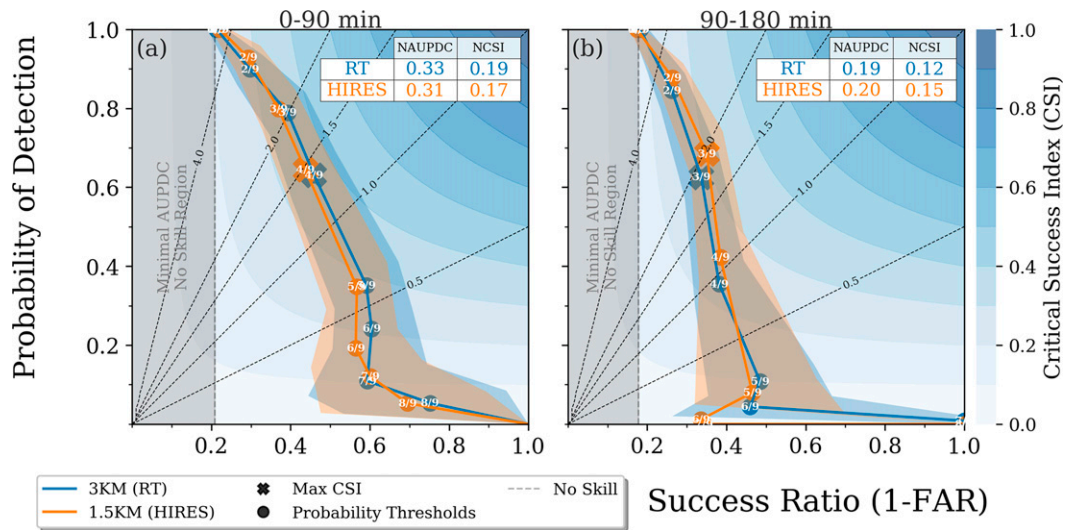 0-90 min
90-180 min
(a)
NAUPDC NCSI
RT 0.33 0.19
HIRES 0.31 0.17
(b)
NAUPDC NCSI
RT 0.19 0.12
HIRES 0.20 0.15
Probability of Detection
1.0
0.8
0.6
0.4
0.2
Minimal AUPDC
No Skill Region
4.0
2.0
1.5
1.0
0.5
2/9
2/9
3/9
3/9
4/9
4/9
5/9
5/9
6/9
6/9
7/9
7/9
8/9
8/9
0.2 0.4 0.6 0.8 1.0
Minimal AUPDC
No Skill Region
4.0
2.0
1.5
1.0
0.5
2/9
2/9
3/9
3/9
4/9
4/9
5/9
5/9
6/9
6/9
0.2 0.4 0.6 0.8 1.0
1.0
0.8
0.6
0.4
0.2
0.0
Critical Success Index (CSI)
3KM (RT)
1.5KM (HIRES)
Max CSI
Probability Thresholds
No Skill
Success Ratio (1-FAR)